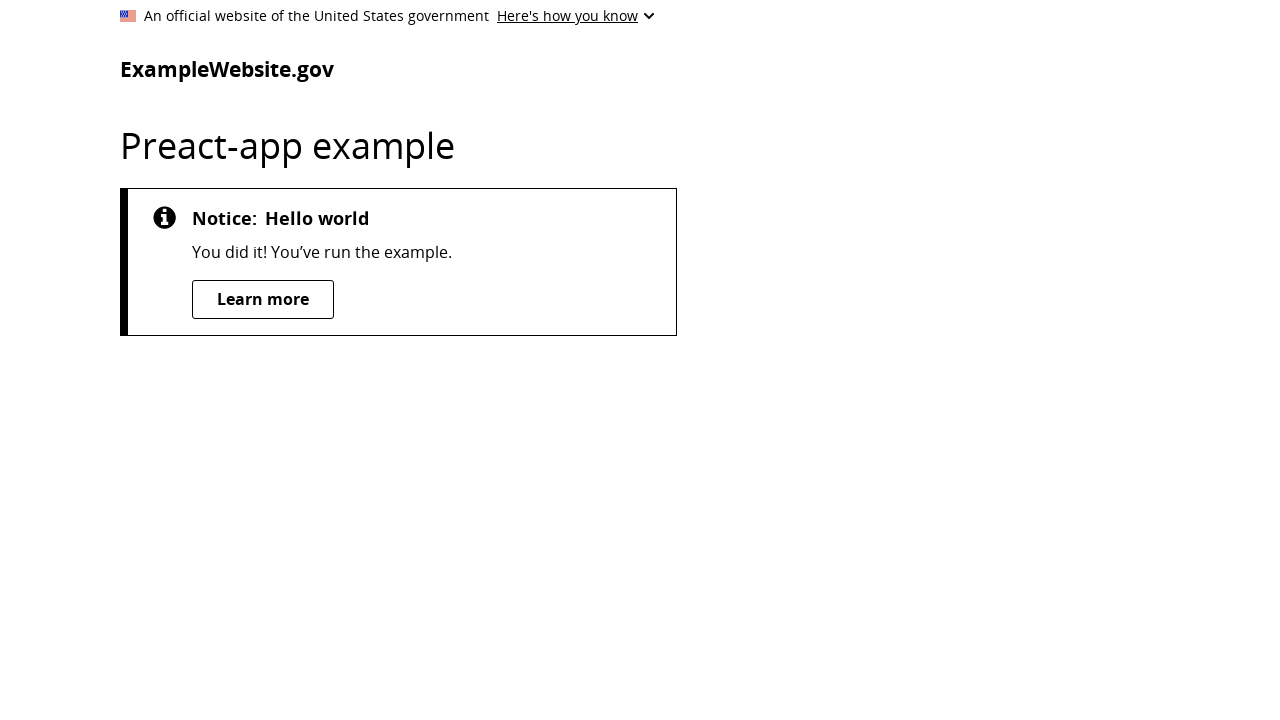 An official website of the United States government Here's how you know
ExampleWebsite.gov
Preact-app example
Notice: Hello world
You did it! You’ve run the example.
Learn more